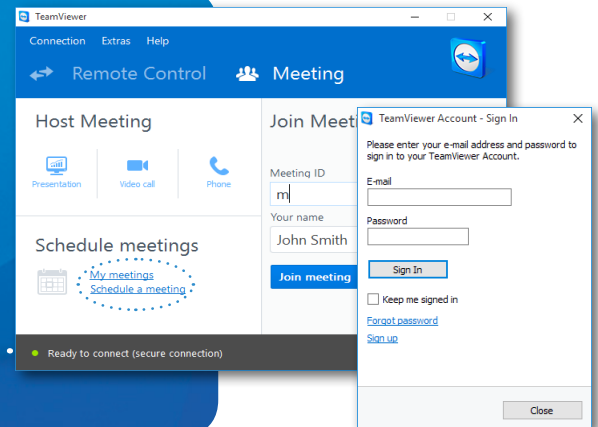 TeamViewer
Connection Extras Help
Remote Control Meeting
Host Meeting
Presentation Video call Phone
Schedule meetings
My meetings
Schedule a meeting
Join Meeti
Meeting ID
m
Your name
John Smith
Join meeting
Ready to connect (secure connection)
TeamViewer Account - Sign In
Please enter your e-mail address and password to
sign in to your TeamViewer Account.
E-mail
Password
Sign In
Keep me signed in
Forgot password
Sign up
Close